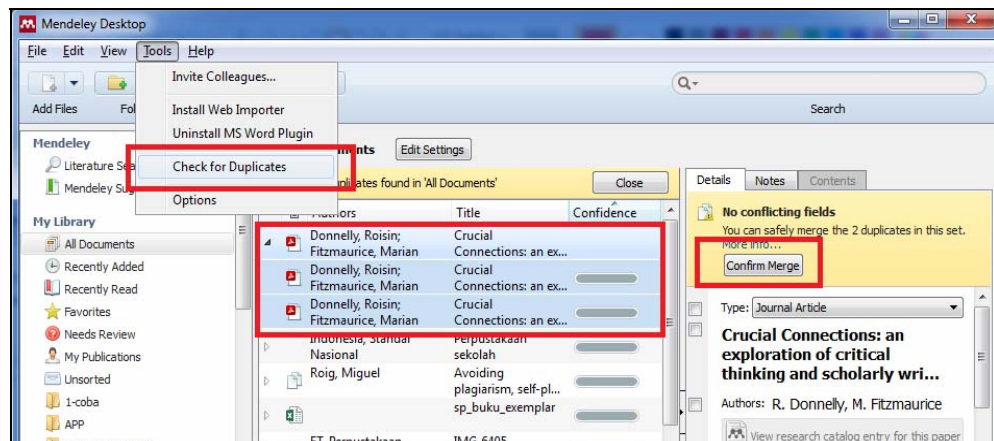 Mendeley Desktop
File Edit View Tools Help
Invite Colleagues...
Install Web Importer
Uninstall MS Word Plugin
Check for Duplicates
Options
Add Files
Search
Mendeley
Literature
Mendeley
My Library
All Documents
Recently Added
Recently Read
Favorites
Needs Review
My Publications
Unsorted
1-coba
APP
Edit Settings
found in 'All Documents'
Close
Authors Title Confidence
Donnelly, Roisin; Crucial
Fitzmaurice, Marian Connections: an ex...
Donnelly, Roisin; Crucial
Fitzmaurice, Marian Connections: an ex...
Donnelly, Roisin; Crucial
Fitzmaurice, Marian Connections: an ex...
Indonesia, Standar Perpustakaan
Nasional sekolah
Roig, Miguel Avoiding
plagiarism, self-pl...
sp_buku_exemplar
Details Notes Contents
No conflicting fields
You can safely merge the 2 duplicates in this set.
More info...
Confirm Merge
Type: Journal Article
Crucial Connections: an
exploration of critical
thinking and scholarly wri...
Authors: R. Donnelly, M. Fitzmaurice
View research catalog entry for this paper